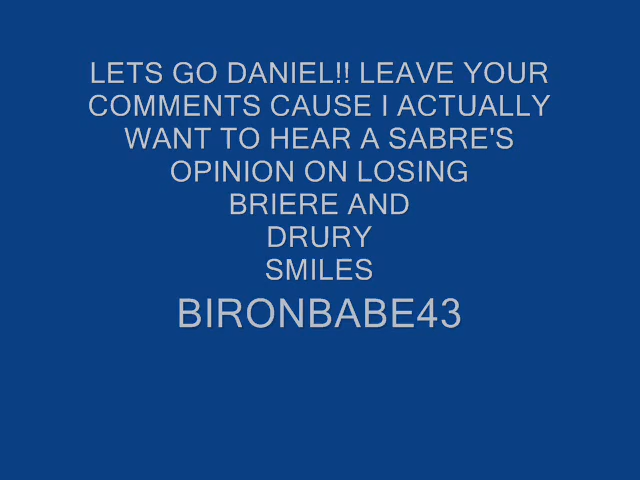 LETS GO DANIEL!! LEAVE YOUR
COMMENTS CAUSE I ACTUALLY
WANT TO HEAR A SABRE'S
OPINION ON LOSING
BRIERE AND
DRURY
SMILES
BIRONBABE43